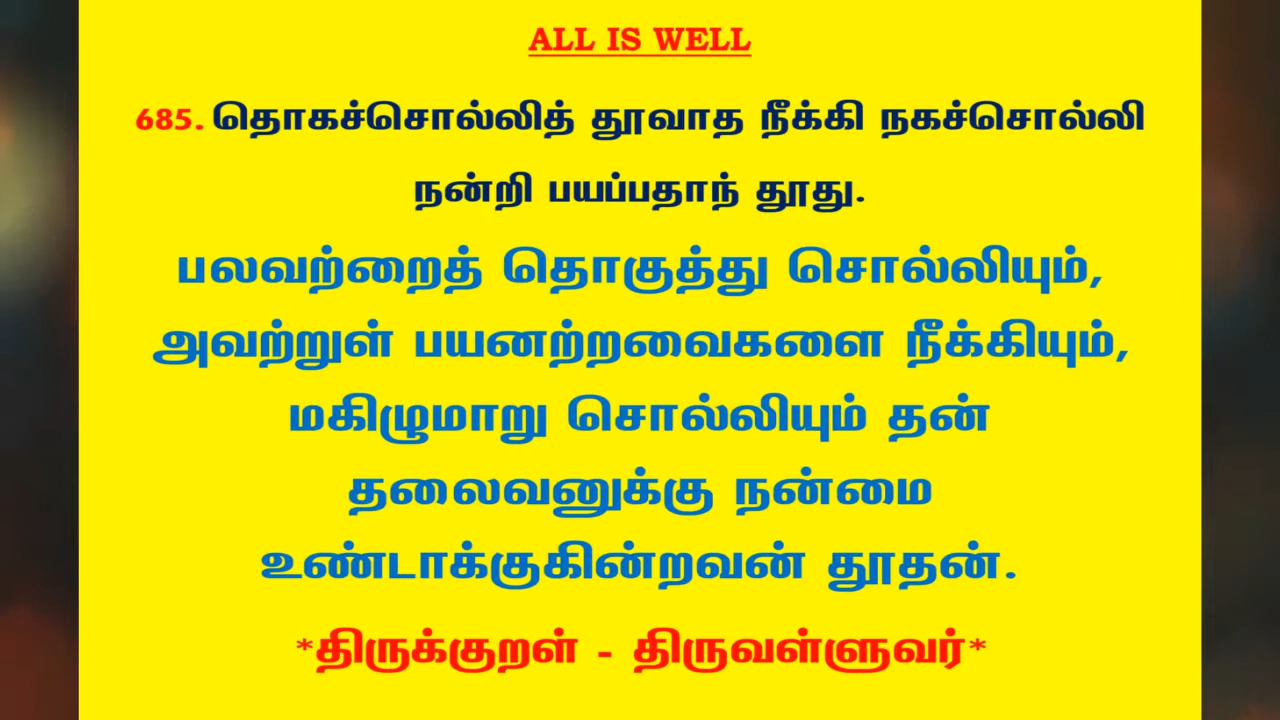 ALL IS WELL
685. தொகச்சொல்லித் தூவாத நீக்கி நகச்சொல்லி
நன்றி பயப்பதாந் தூது.
பலவற்றைத் தொகுத்து சொல்லியும்,
அவற்றுள் பயனற்றவைகளை நீக்கியும்,
மகிழுமாறு சொல்லியும் தன்
தலைவனுக்கு நன்மை
உண்டாக்குகின்றவன் தூதன்.
*திருக்குறள் - திருவள்ளுவர்*